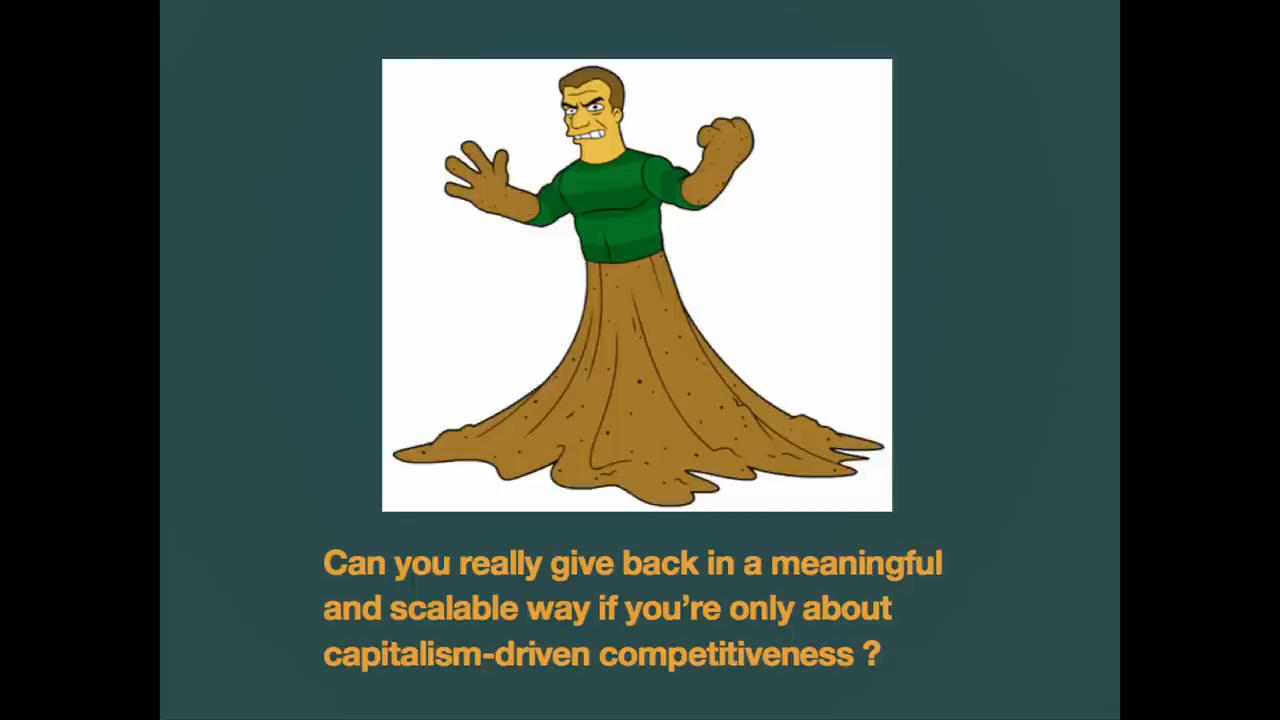 Can you really give back in a meaningful
and scalable way if you’re only about
capitalism-driven competitiveness ?